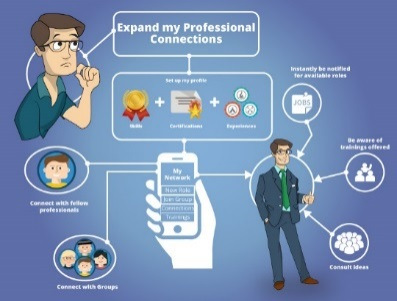 Expand my Professional
Connections
Set up my profile
Skills
Certifications
Experiences
Instantly be notified
for available roles
JOBS
Be aware of
trainings offered
My
Network
New Role
Join Group
Connections
Trainings
Connect with fellow
professionals
Connect with Groups
Consult Ideas